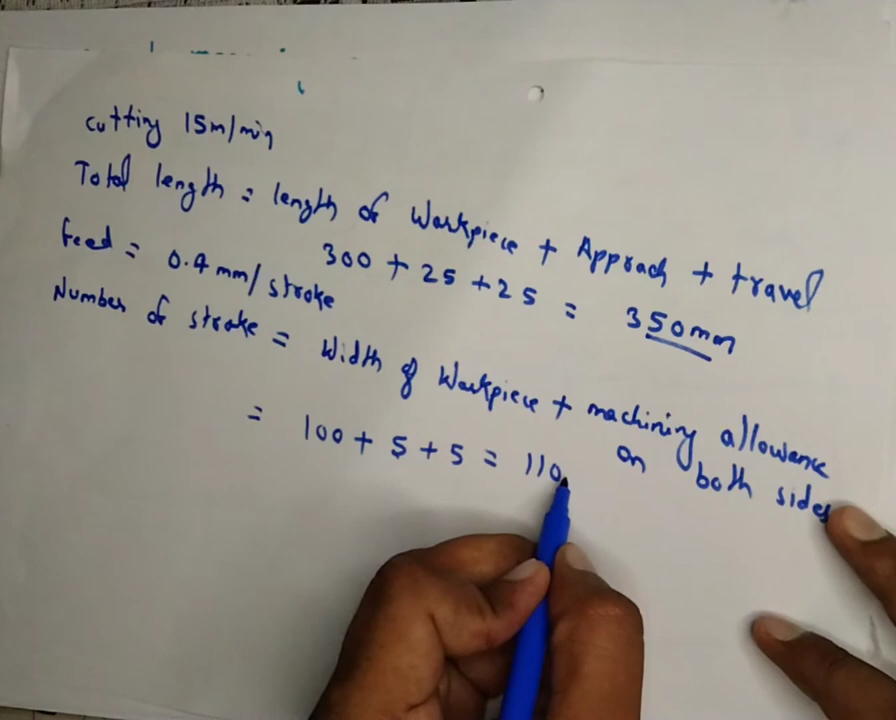 cutting 15m/min
Total length = length of Workpiece + Apprach + travel
300 + 25 + 25 = 350mm
feed = 0.4 mm/stroke
Number of stroke = Width of Workpiece + machining allowance
on both sides
= 100 + 5 + 5 = 110